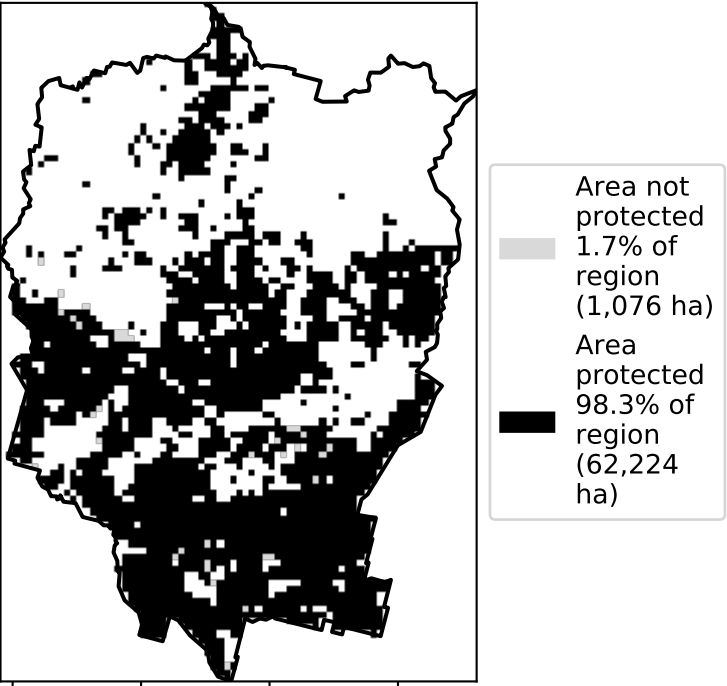 Area not
protected
1.7% of
region
(1,076 ha)
Area
protected
98.3% of
region
(62,224
ha)